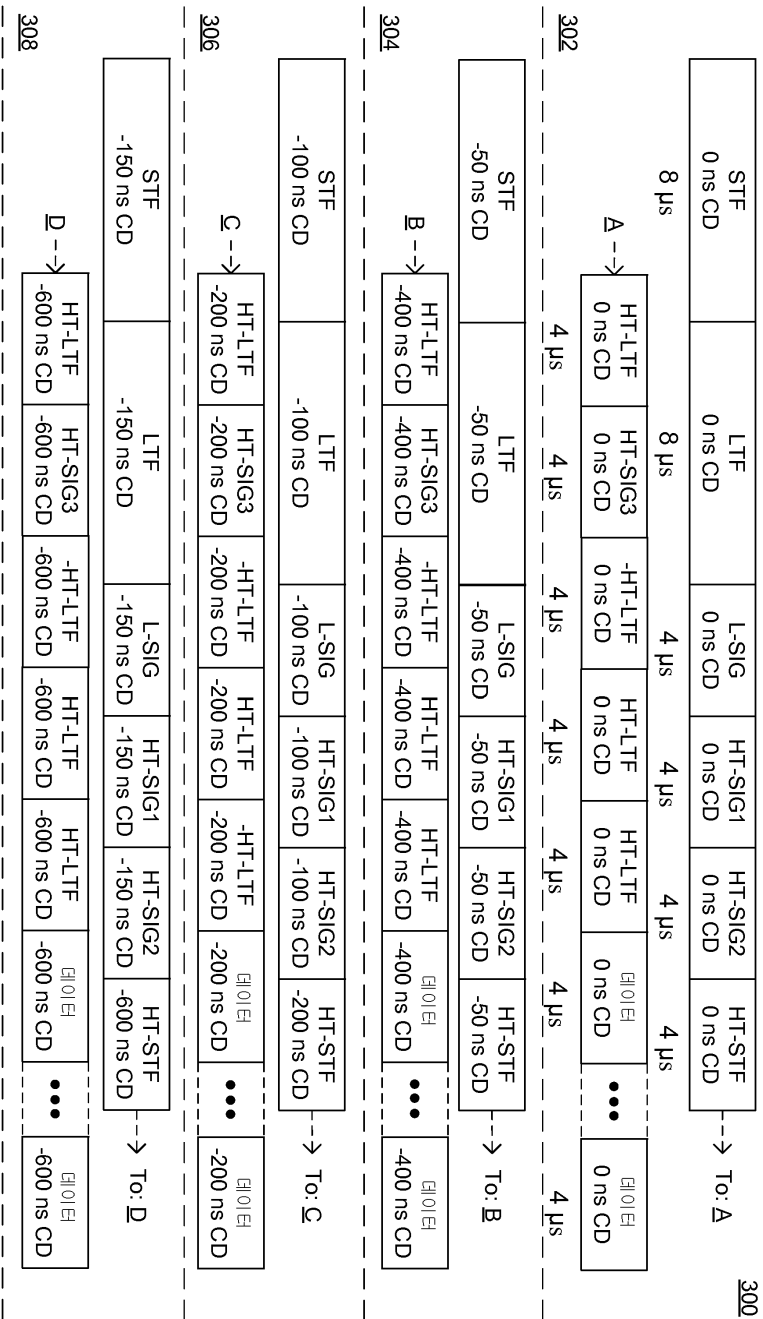 300
STF LTF L-SIG HT-SIG1 HT-SIG2 HT-STF
0 ns CD 0 ns CD 0 ns CD 0 ns CD 0 ns CD 0 ns CD
To: A
8 µs 8 µs 4 µs 4 µs 4 µs 4 µs
A
HT-LTF HT-SIG3 -HT-LTF HT-LTF HT-LTF 데이터 ••• 데이터
0 ns CD 0 ns CD 0 ns CD 0 ns CD 0 ns CD 0 ns CD 0 ns CD
302
4 µs 4 µs 4 µs 4 µs 4 µs 4 µs 4 µs
STF LTF L-SIG HT-SIG1 HT-SIG2 HT-STF
-50 ns CD -50 ns CD -50 ns CD -50 ns CD -50 ns CD -50 ns CD
To: B
B
HT-LTF HT-SIG3 -HT-LTF HT-LTF HT-LTF 데이터 ••• 데이터
-400 ns CD -400 ns CD -400 ns CD -400 ns CD -400 ns CD -400 ns CD -400 ns CD
304
STF LTF L-SIG HT-SIG1 HT-SIG2 HT-STF
-100 ns CD -100 ns CD -100 ns CD -100 ns CD -100 ns CD -200 ns CD
To: C
C
HT-LTF HT-SIG3 -HT-LTF HT-LTF -HT-LTF 데이터 ••• 데이터
-200 ns CD -200 ns CD -200 ns CD -200 ns CD -200 ns CD -200 ns CD -200 ns CD
306
STF LTF L-SIG HT-SIG1 HT-SIG2 HT-STF
-150 ns CD -150 ns CD -150 ns CD -150 ns CD -150 ns CD -600 ns CD
To: D
D
HT-LTF HT-SIG3 -HT-LTF HT-LTF HT-LTF 데이터 ••• 데이터
-600 ns CD -600 ns CD -600 ns CD -600 ns CD -600 ns CD -600 ns CD -600 ns CD
308